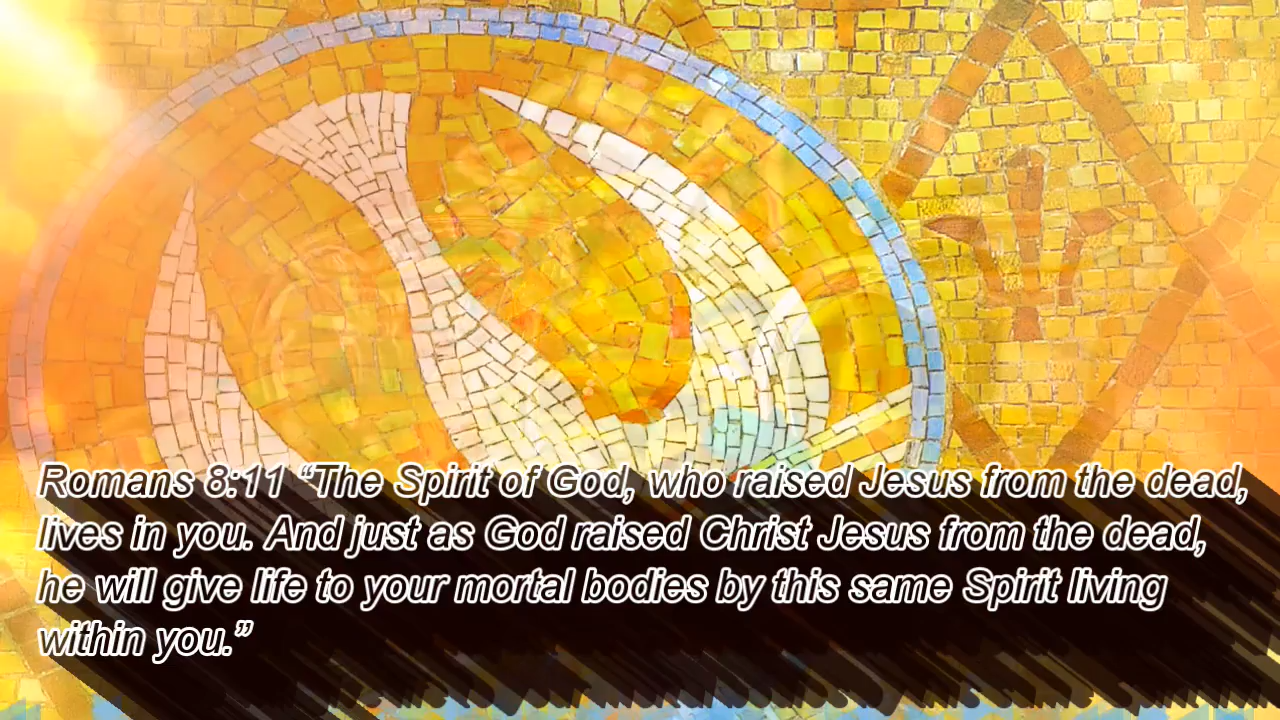 Romans 8:11 “The Spirit of God, who raised Jesus from the dead,
lives in you. And just as God raised Christ Jesus from the dead,
he will give life to your mortal bodies by this same Spirit living
within you.”